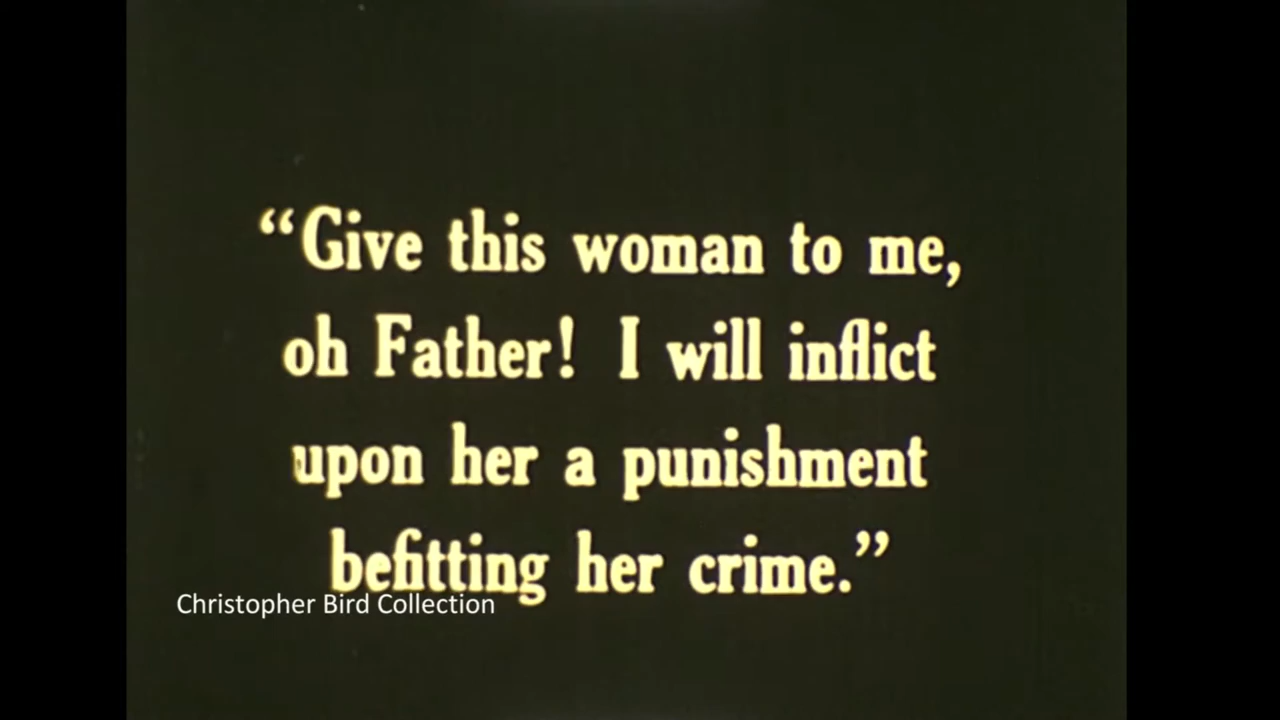 “Give this woman to me,
oh Father! I will inflict
upon her a punishment
befitting her crime.”
Christopher Bird Collection